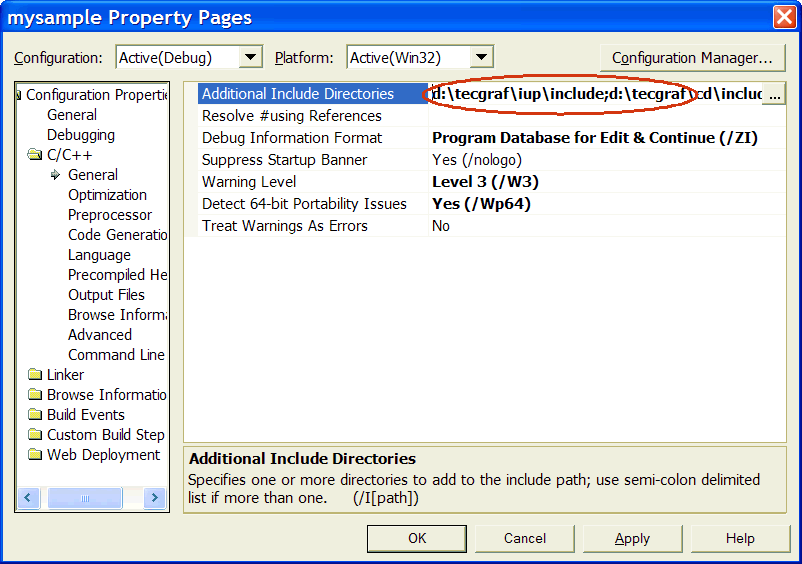 mysample Property Pages
Configuration: Active(Debug) Platform: Active(Win32) Configuration Manager...
Configuration Propertie
General
Debugging
C/C++
General
Optimization
Preprocessor
Code Generatio
Language
Precompiled He
Output Files
Browse Informa
Advanced
Command Line
Linker
Browse Informatio
Build Events
Custom Build Step
Web Deployment
Additional Include Directories d:\tecgraf\iup\include;d:\tecgraf\cd\includ ...
Resolve #using References
Debug Information Format Program Database for Edit & Continue (/ZI)
Suppress Startup Banner Yes (/nologo)
Warning Level Level 3 (/W3)
Detect 64-bit Portability Issues Yes (/Wp64)
Treat Warnings As Errors No
Additional Include Directories
Specifies one or more directories to add to the include path; use semi-colon delimited
list if more than one. (/I[path])
OK Cancel Apply Help